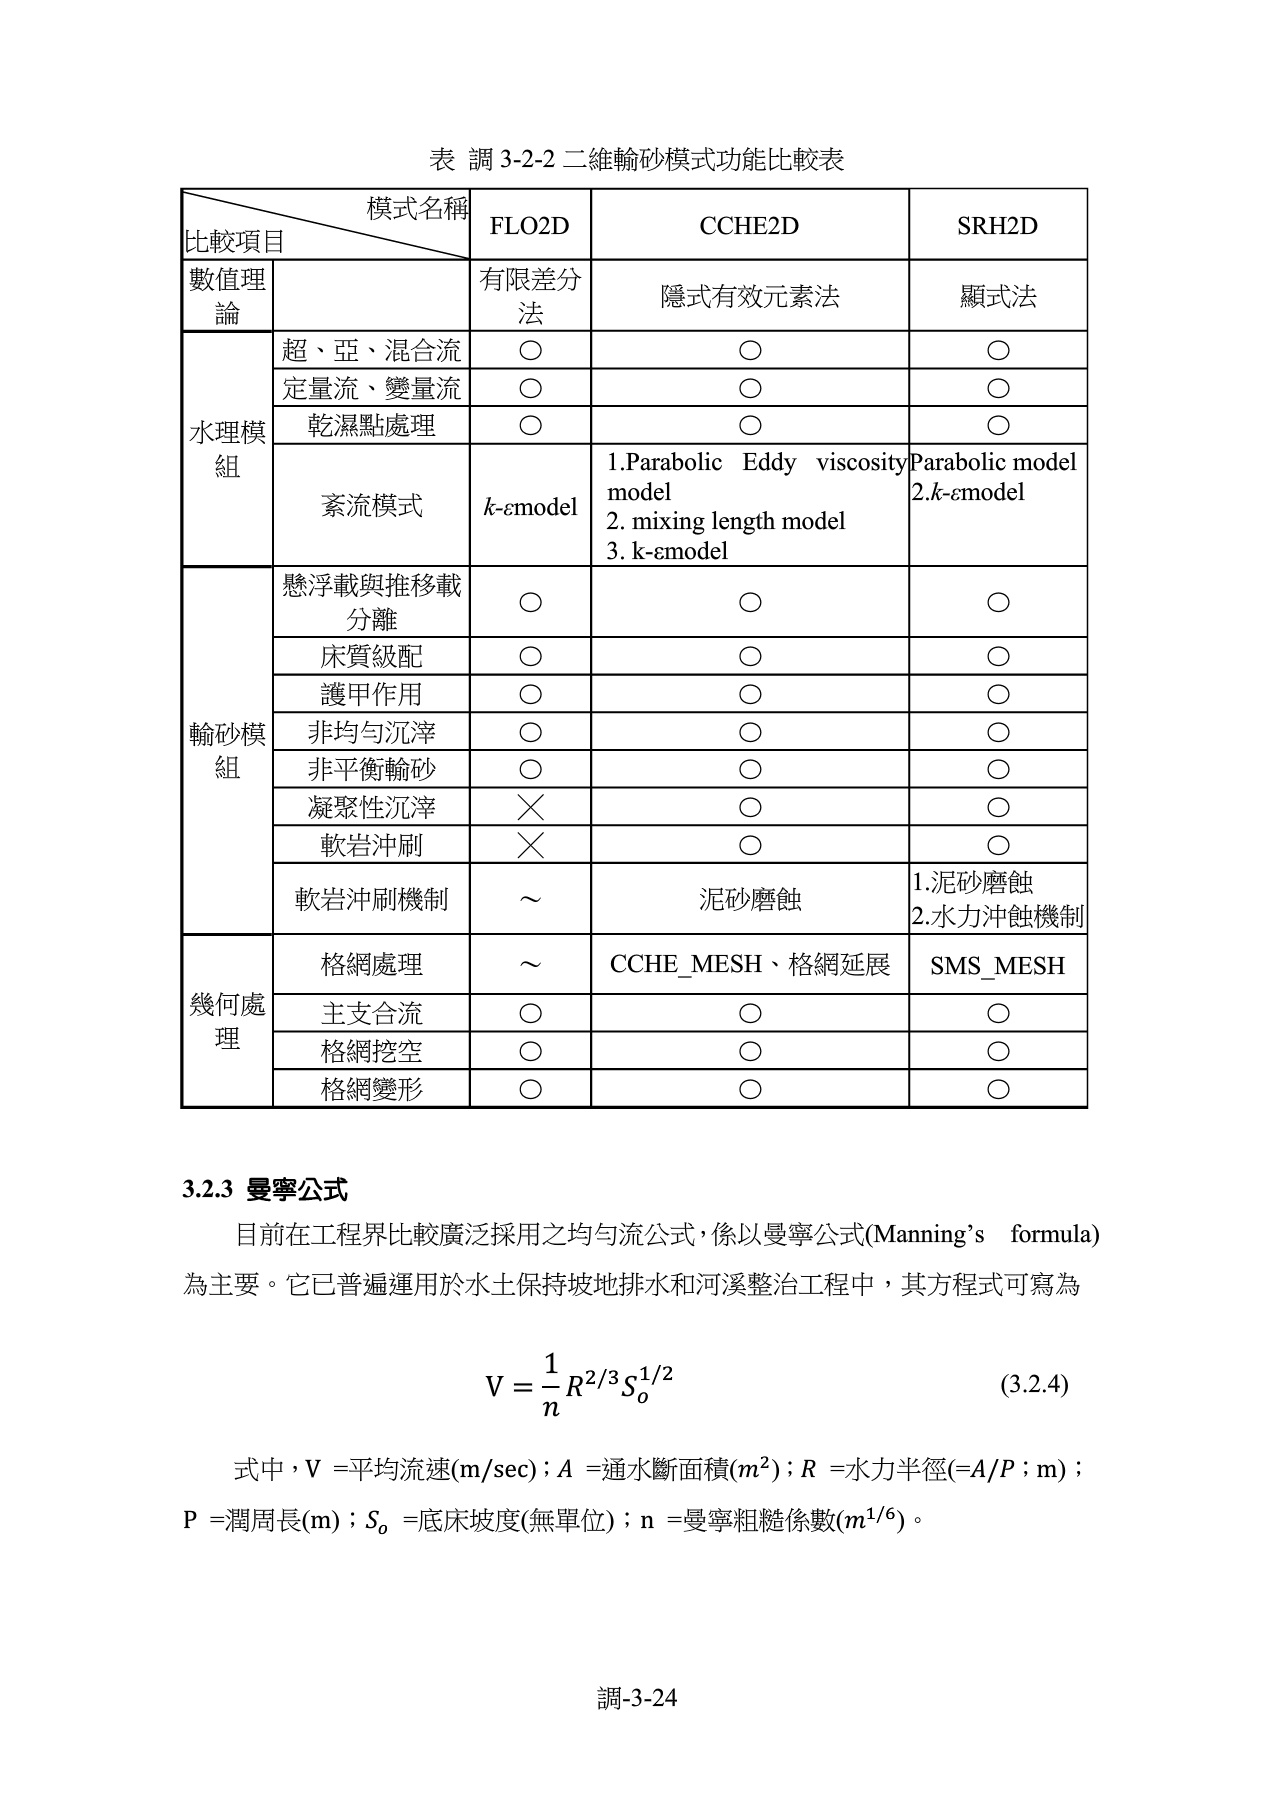 表 調 3-2-2 二維輸砂模式功能比較表
模式名稱
比較項目
FLO2D
CCHE2D
SRH2D
數值理
論
有限差分
法
隱式有效元素法
顯式法
水理模
組
超、亞、混合流
○
○
○
定量流、變量流
○
○
○
乾濕點處理
○
○
○
紊流模式
k-εmodel
1.Parabolic Eddy viscosity
model
2. mixing length model
3. k-εmodel
Parabolic model
2.k-εmodel
輸砂模
組
懸浮載與推移載
分離
○
○
○
床質級配
○
○
○
護甲作用
○
○
○
非均勻沉滓
○
○
○
非平衡輸砂
○
○
○
凝聚性沉滓
╳
○
○
軟岩沖刷
╳
○
○
軟岩沖刷機制
～
泥砂磨蝕
1.泥砂磨蝕
2.水力沖蝕機制
幾何處
理
格網處理
～
CCHE_MESH、格網延展
SMS_MESH
主支合流
○
○
○
格網挖空
○
○
○
格網變形
○
○
○
3.2.3 曼寧公式
目前在工程界比較廣泛採用之均勻流公式，係以曼寧公式(Manning's formula)
為主要。它已普遍運用於水土保持坡地排水和河溪整治工程中，其方程式可寫為
V = 1/n R^{2/3} S_o^{1/2} (3.2.4)
式中，V =平均流速(m/sec)；A =通水斷面積(m²)；R =水力半徑(=A/P；m)；
P =潤周長(m)；S_o =底床坡度(無單位)；n =曼寧粗糙係數(m^{1/6})。
調-3-24